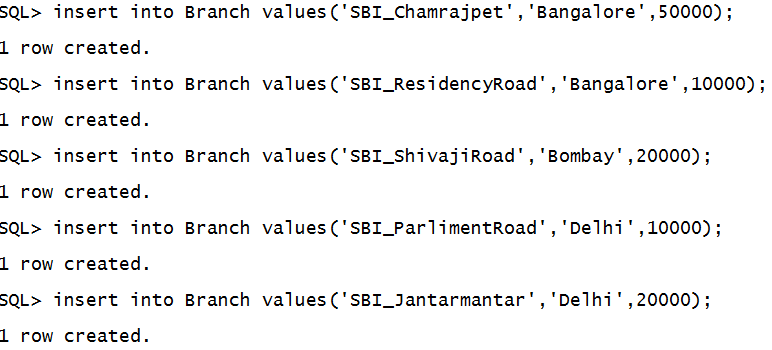 SQL> insert into Branch values('SBI_Chamrajpet','Bangalore',50000);
1 row created.
SQL> insert into Branch values('SBI_ResidencyRoad','Bangalore',10000);
1 row created.
SQL> insert into Branch values('SBI_ShivajiRoad','Bombay',20000);
1 row created.
SQL> insert into Branch values('SBI_ParlimentRoad','Delhi',10000);
1 row created.
SQL> insert into Branch values('SBI_Jantarmantar','Delhi',20000);
1 row created.